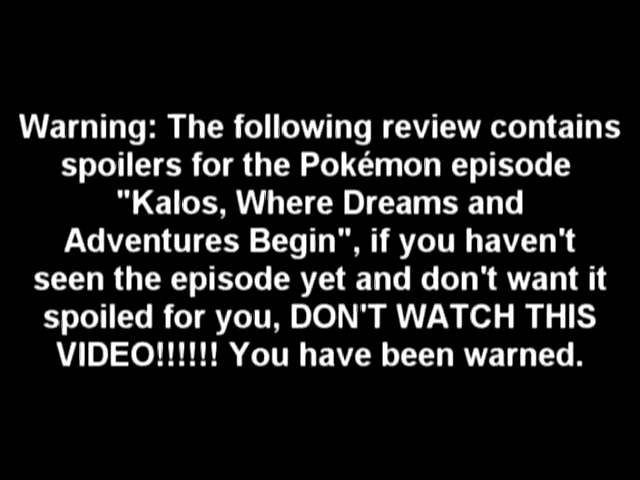 Warning: The following review contains
spoilers for the Pokémon episode
"Kalos, Where Dreams and
Adventures Begin", if you haven't
seen the episode yet and don't want it
spoiled for you, DON'T WATCH THIS
VIDEO!!!!!! You have been warned.